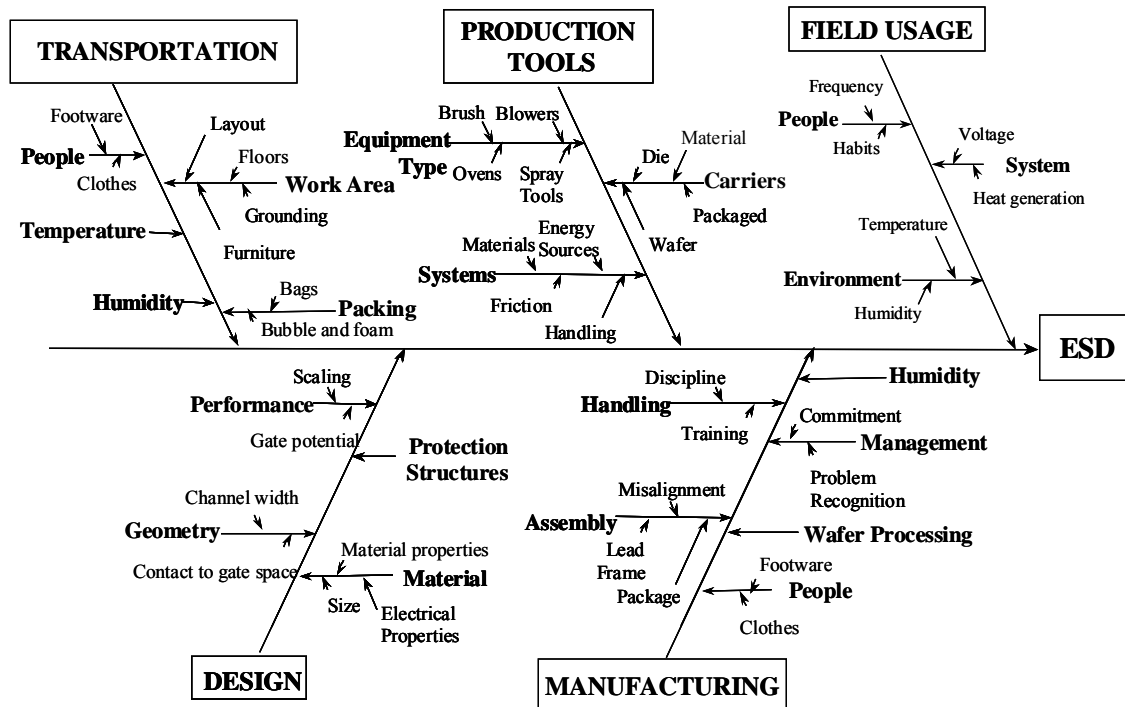 TRANSPORTATION
PRODUCTION
TOOLS
FIELD USAGE
Footware
People
Clothes
Layout
Floors
Work Area
Grounding
Furniture
Temperature
Humidity
Bags
Packing
Bubble and foam
Brush
Blowers
Equipment
Type
Ovens
Spray
Tools
Die
Material
Carriers
Packaged
Wafer
Energy
Sources
Materials
Systems
Friction
Handling
Frequency
People
Habits
Voltage
System
Heat generation
Temperature
Environment
Humidity
ESD
Scaling
Performance
Gate potential
Protection
Structures
Channel width
Geometry
Contact to gate space
Material properties
Material
Size
Electrical
Properties
DESIGN
Humidity
Discipline
Handling
Training
Commitment
Management
Problem
Recognition
Misalignment
Assembly
Lead
Frame
Package
Wafer Processing
Footware
People
Clothes
MANUFACTURING